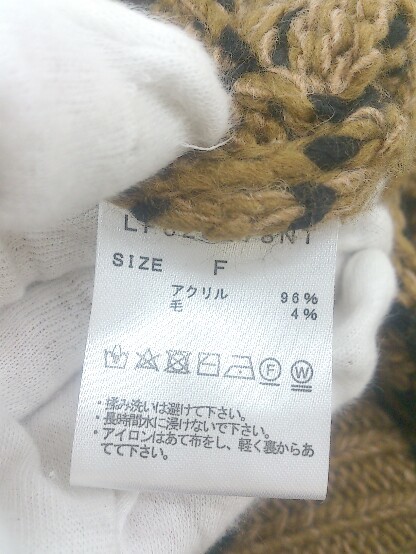 SIZE F
アクリル 96%
毛 4%
F W
・揉み洗いは避けて下さい。
・長時間水に浸けないで下さい。
・アイロンはあて布をし、軽く裏からあ
てて下さい。